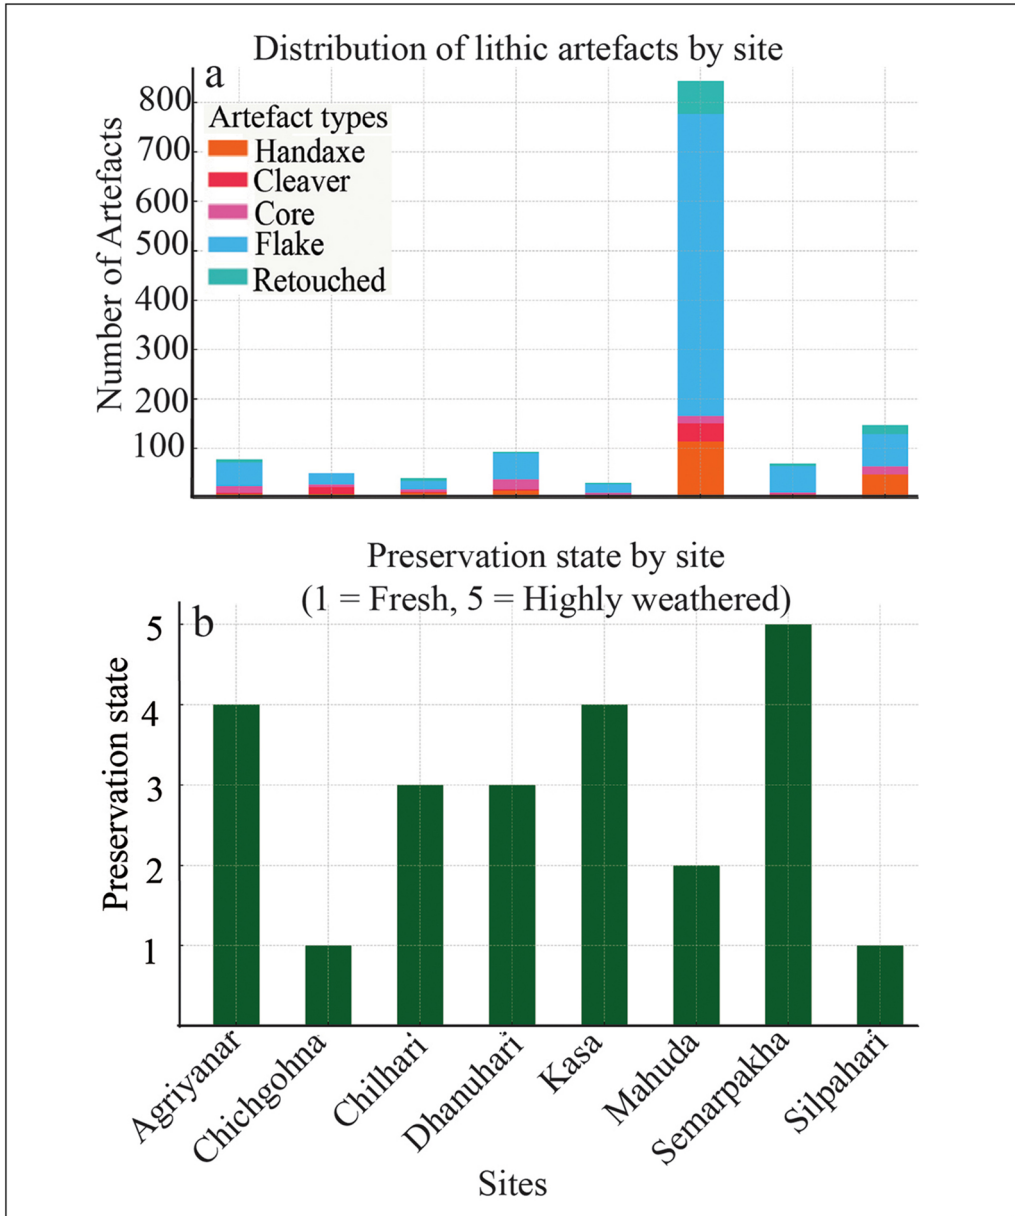 Distribution of lithic artefacts by site
a
Number of Artefacts
800
700
600
500
400
300
200
100
Artefact types
Handaxe
Cleaver
Core
Flake
Retouched
Preservation state by site
(1 = Fresh, 5 = Highly weathered)
b
Preservation state
5
4
3
2
1
Agriyanar
Chichgohna
Chilhari
Dhanuhari
Kasa
Mahuda
Semarpakha
Silpahari
Sites